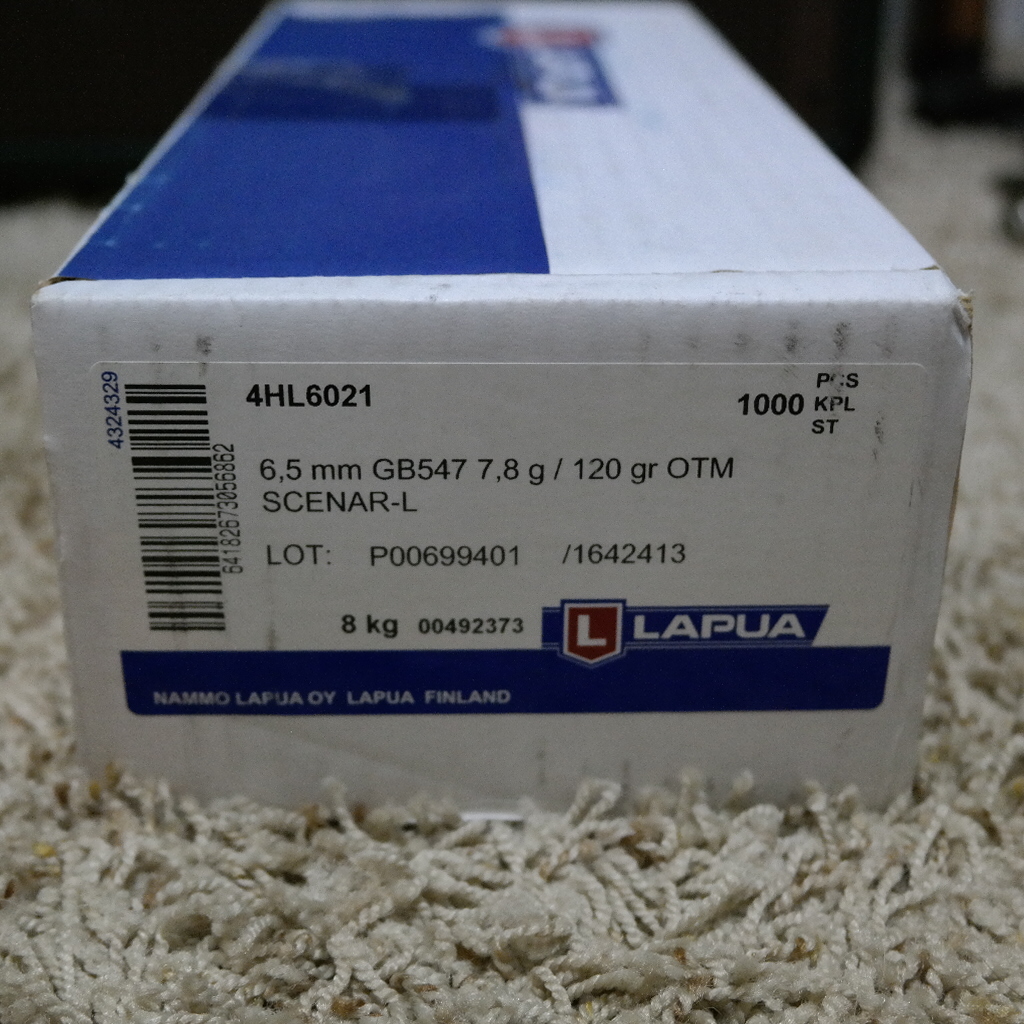 4324329
64182673056862
4HL6021
1000 PCS
KPL
ST
6,5 mm GB547 7,8 g / 120 gr OTM
SCENAR-L
LOT: P00699401 /1642413
8 kg 00492373
L LAPUA
NAMMO LAPUA OY LAPUA FINLAND